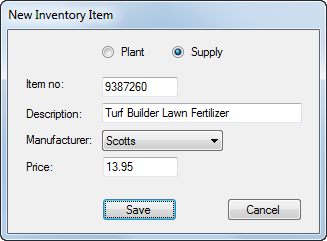 New Inventory Item
Plant Supply
Item no: 9387260
Description: Turf Builder Lawn Fertilizer
Manufacturer: Scotts
Price: 13.95
Save Cancel